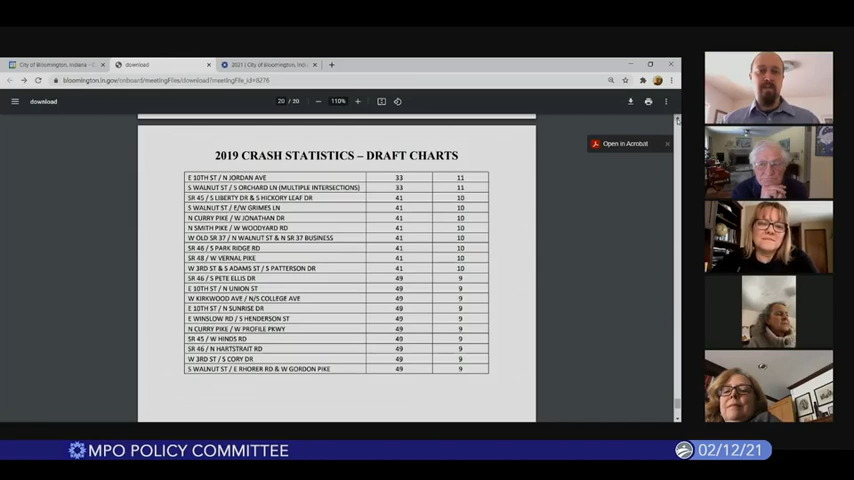 City of Bloomington, Indiana - C
download
2021 | City of Bloomington, In
bloomington.in.gov/onboard/meetingFiles/download?meetingFile_id=8276
download
20 / 20
110%
Open in Acrobat
2019 CRASH STATISTICS – DRAFT CHARTS
E 10TH ST / N JORDAN AVE 33 11
S WALNUT ST / S ORCHARD LN (MULTIPLE INTERSECTIONS) 33 11
SR 45 / S LIBERTY DR & S HICKORY LEAF DR 41 10
S WALNUT ST / E/W GRIMES LN 41 10
N CURRY PIKE / W JONATHAN DR 41 10
N SMITH PIKE / W WOODYARD RD 41 10
W OLD SR 37 / N WALNUT ST & N SR 37 BUSINESS 41 10
SR 46 / S PARK RIDGE RD 41 10
SR 48 / W VERNAL PIKE 41 10
W 3RD ST & S ADAMS ST / S PATTERSON DR 41 10
SR 46 / S PETE ELLIS DR 49 9
E 10TH ST / N UNION ST 49 9
W KIRKWOOD AVE / N/S COLLEGE AVE 49 9
E 10TH ST / N SUNRISE DR 49 9
E WINSLOW RD / S HENDERSON ST 49 9
N CURRY PIKE / W PROFILE PKWY 49 9
SR 45 / W HINDS RD 49 9
SR 46 / N HARTSTRAIT RD 49 9
W 3RD ST / S CORY DR 49 9
S WALNUT ST / E RHORER RD & W GORDON PIKE 49 9
MPO POLICY COMMITTEE
02/12/21